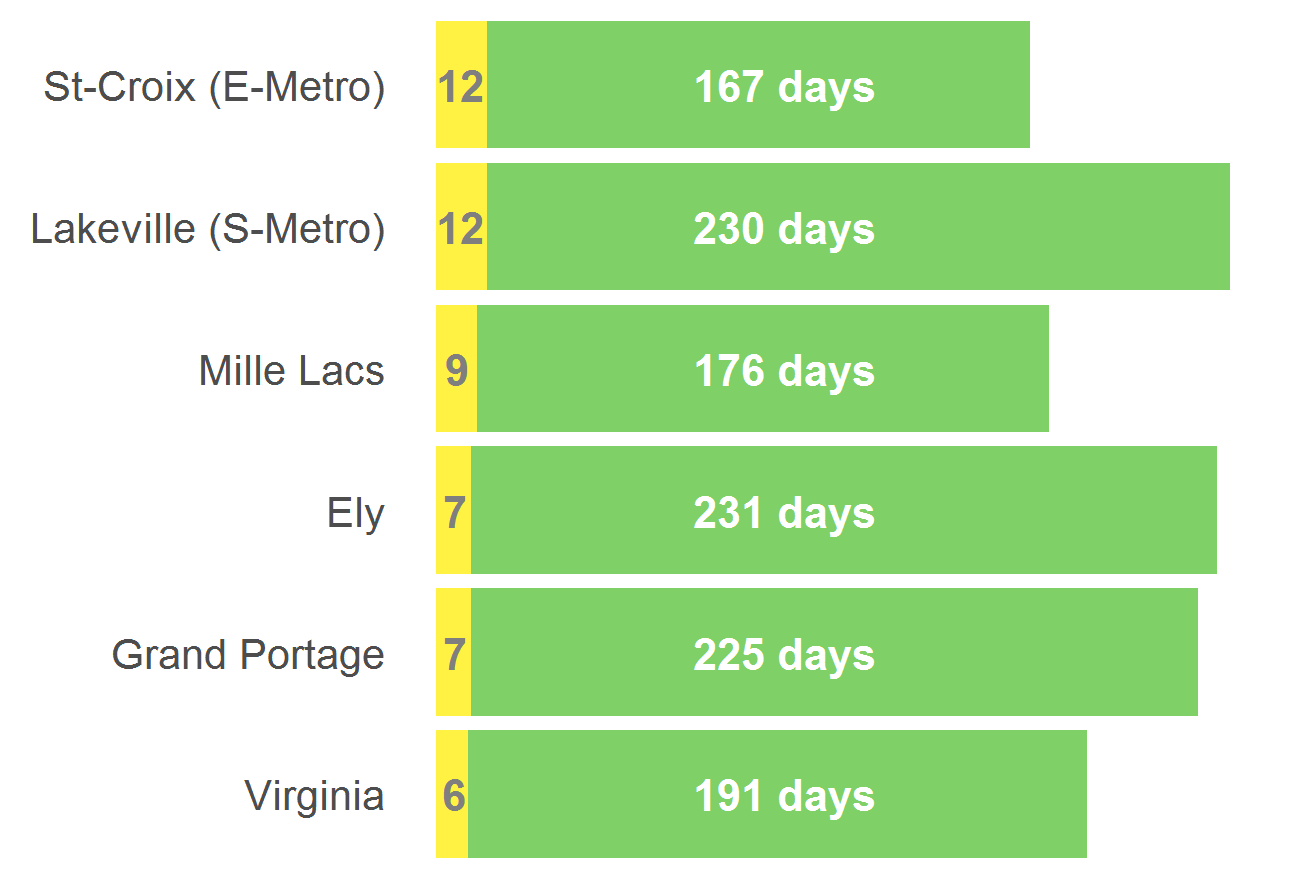 St-Croix (E-Metro) 12 167 days
Lakeville (S-Metro) 12 230 days
Mille Lacs 9 176 days
Ely 7 231 days
Grand Portage 7 225 days
Virginia 6 191 days